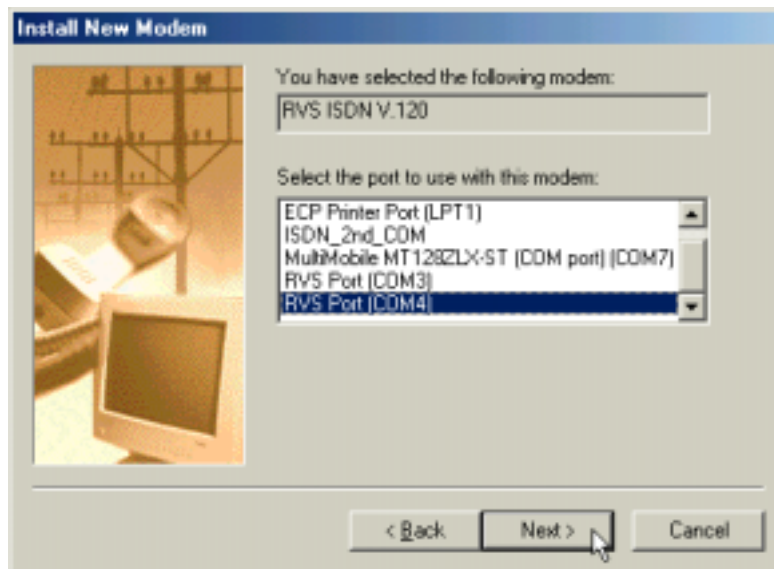 Install New Modem
You have selected the following modem:
RVS ISDN V.120
Select the port to use with this modem:
ECP Printer Port (LPT1)
ISDN_2nd_COM
MultiMobile MT128ZLX-ST (COM port) (COM7)
RVS Port (COM3)
RVS Port (COM4)
< Back
Next >
Cancel